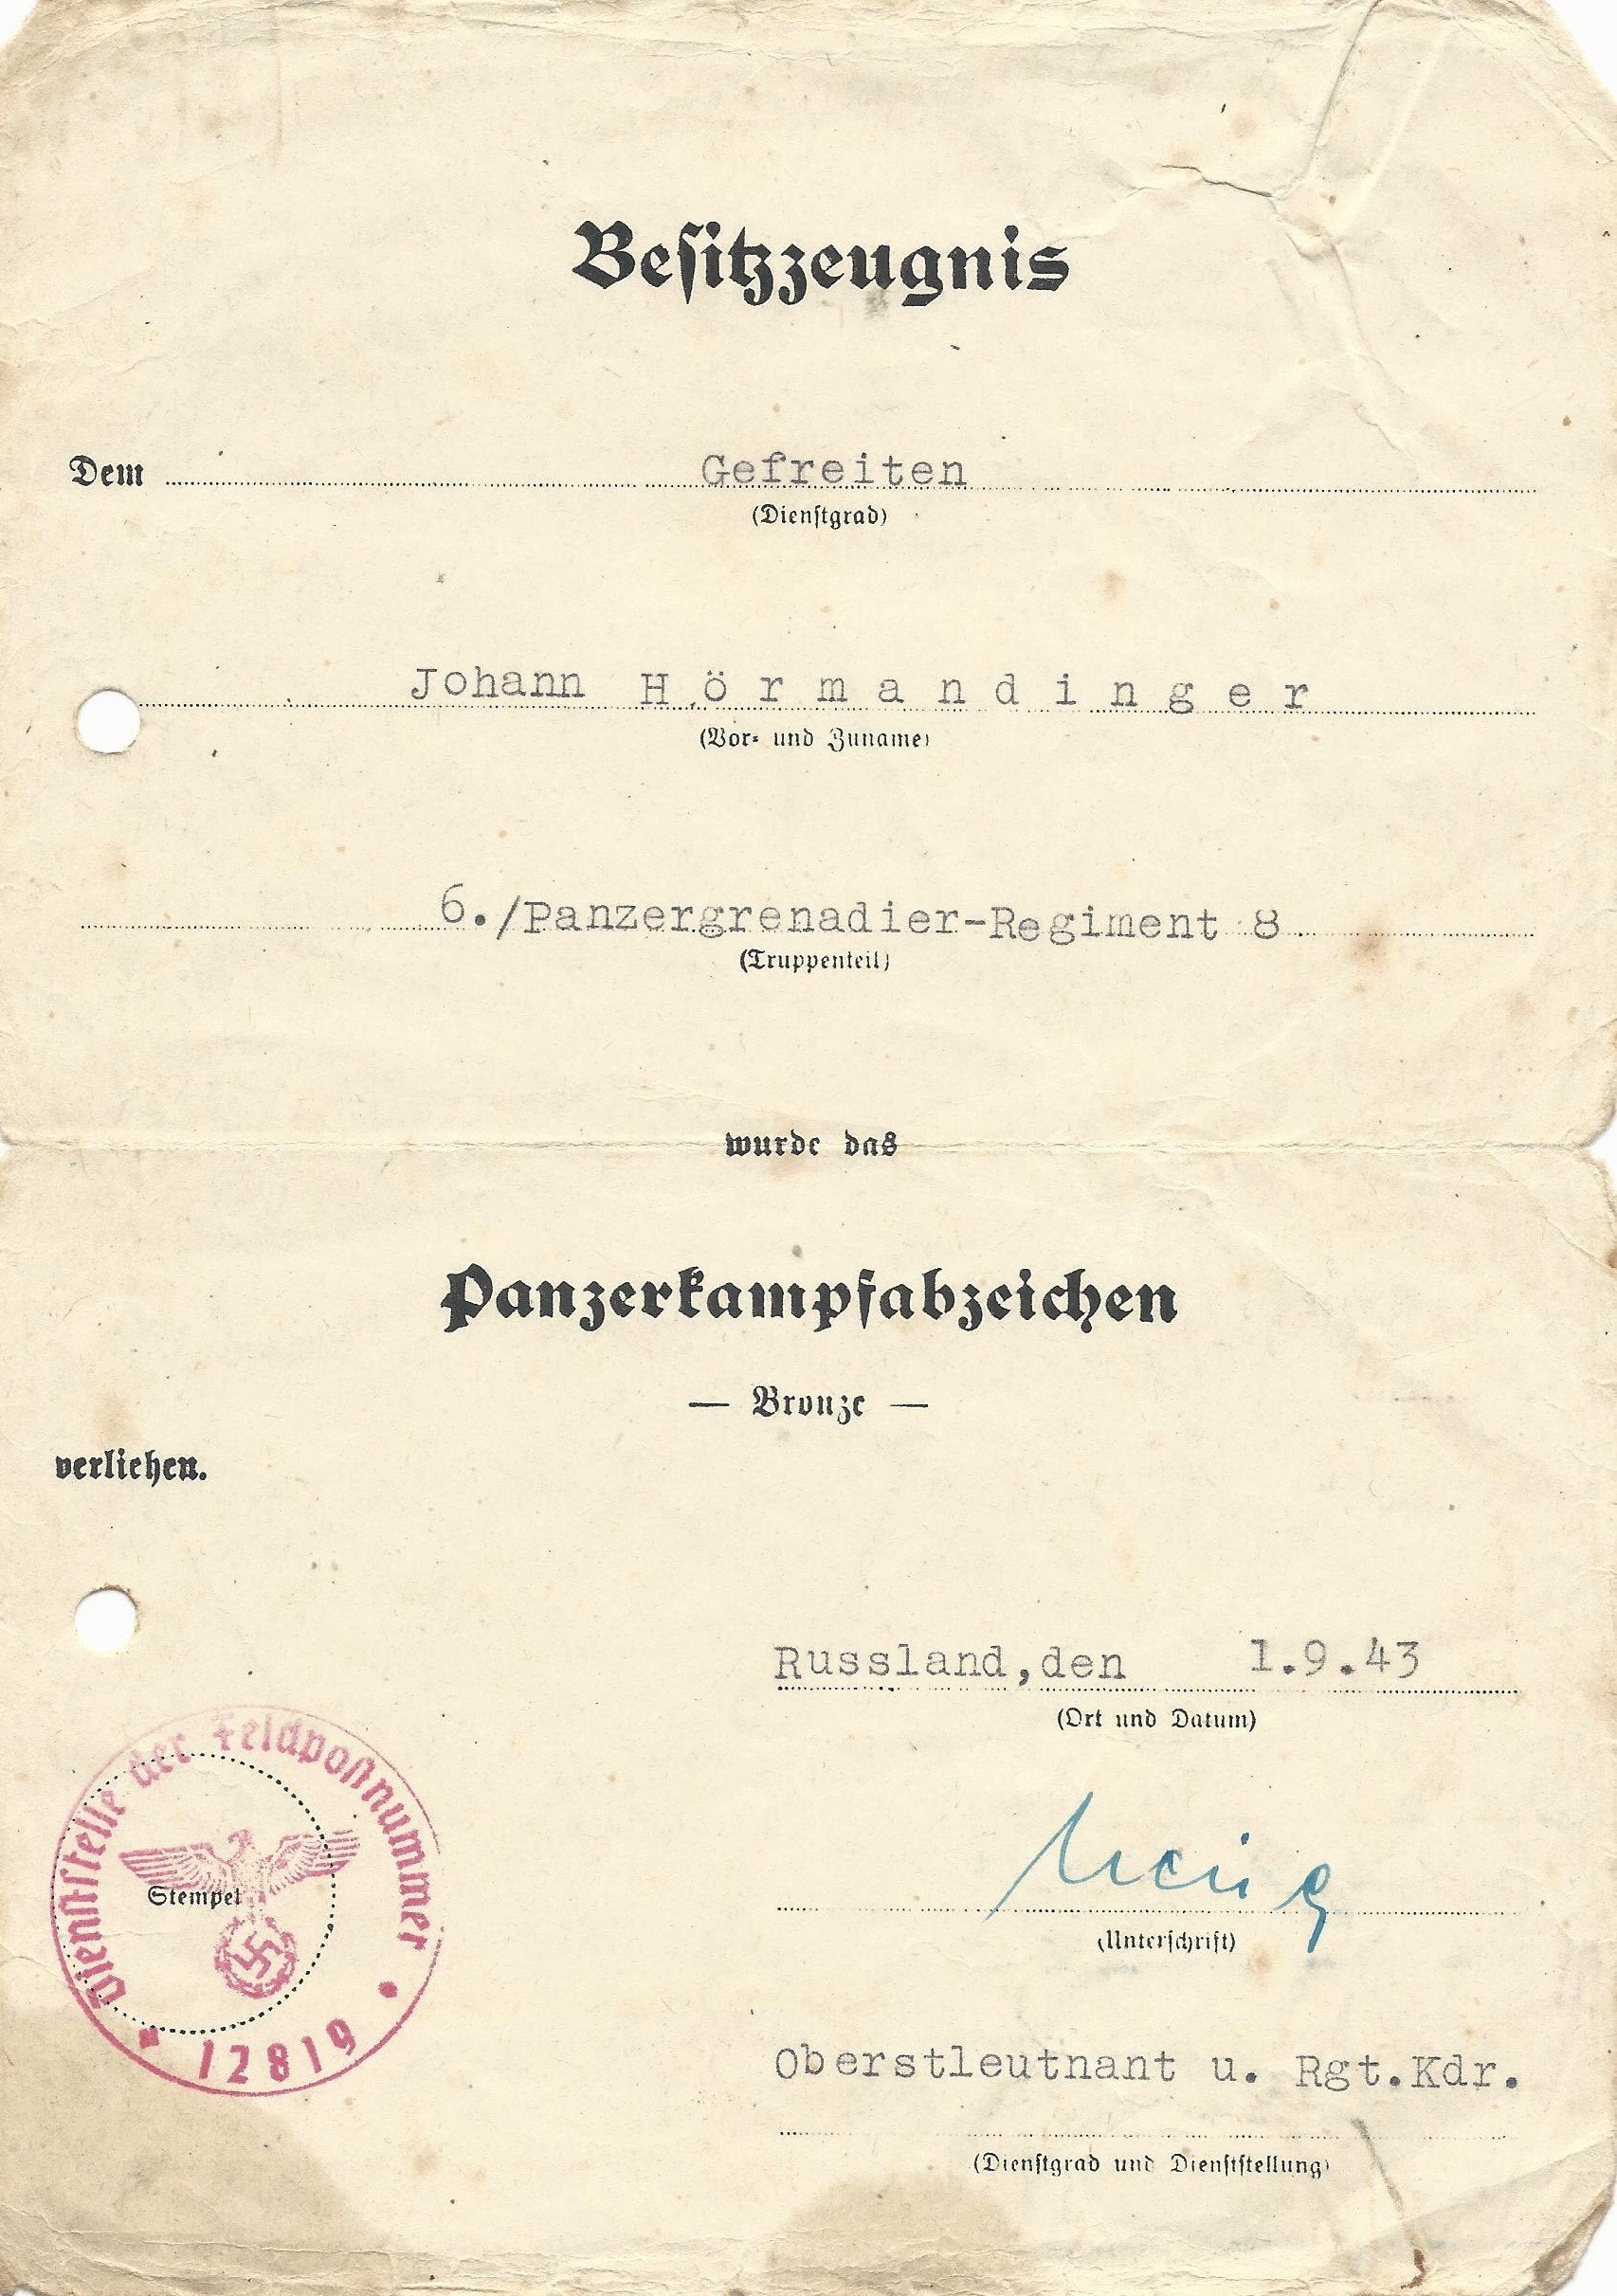 Besitzzeugnis
Dem Gefreiten
(Dienstgrad)
Johann Hörmandinger
(Vor- und Zuname)
6./Panzergrenadier-Regiment 8
(Truppenteil)
wurde das
Panzerkampfabzeichen
— Bronze —
verliehen.
Russland,den 1.9.43
(Ort und Datum)
(Unterschrift)
Oberstleutnant u. Rgt.Kdr.
(Dienstgrad und Dienststellung)
Dienststelle der Feldpostnummer
Stempel
12819